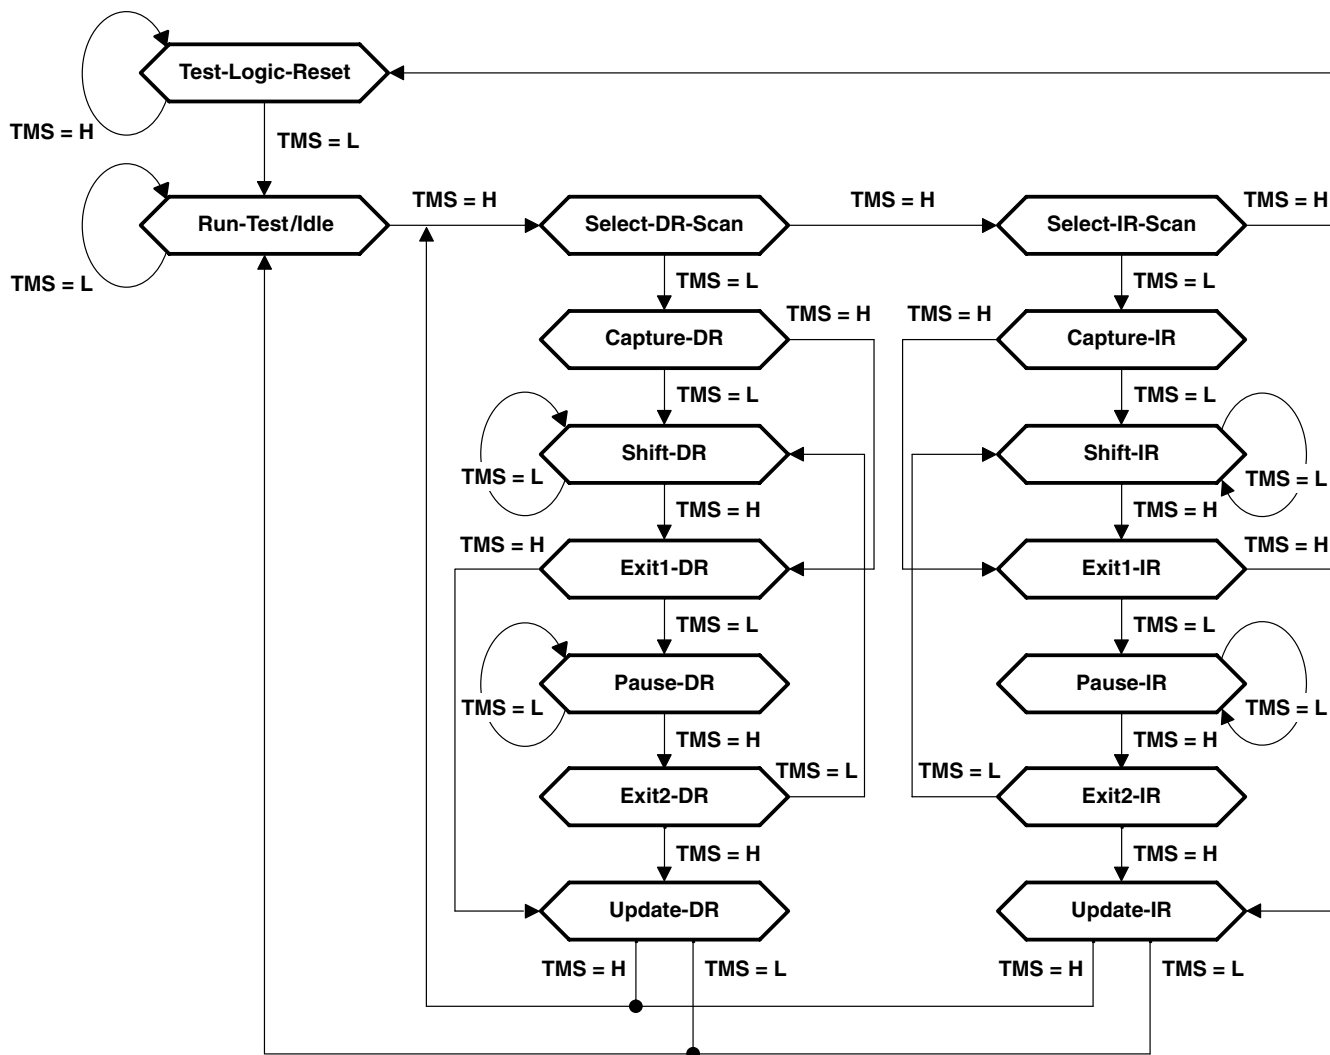 Test-Logic-Reset
TMS = H
TMS = L
TMS = H
TMS = H
TMS = H
Run-Test/Idle
Select-DR-Scan
Select-IR-Scan
TMS = L
TMS = L
TMS = L
TMS = H
TMS = H
Capture-DR
Capture-IR
TMS = L
TMS = L
Shift-DR
Shift-IR
TMS = L
TMS = L
TMS = H
TMS = H
TMS = H
TMS = H
Exit1-DR
Exit1-IR
TMS = L
TMS = L
Pause-DR
Pause-IR
TMS = L
TMS = L
TMS = H
TMS = H
TMS = L
TMS = L
Exit2-DR
Exit2-IR
TMS = H
TMS = H
Update-DR
Update-IR
TMS = H
TMS = L
TMS = H
TMS = L